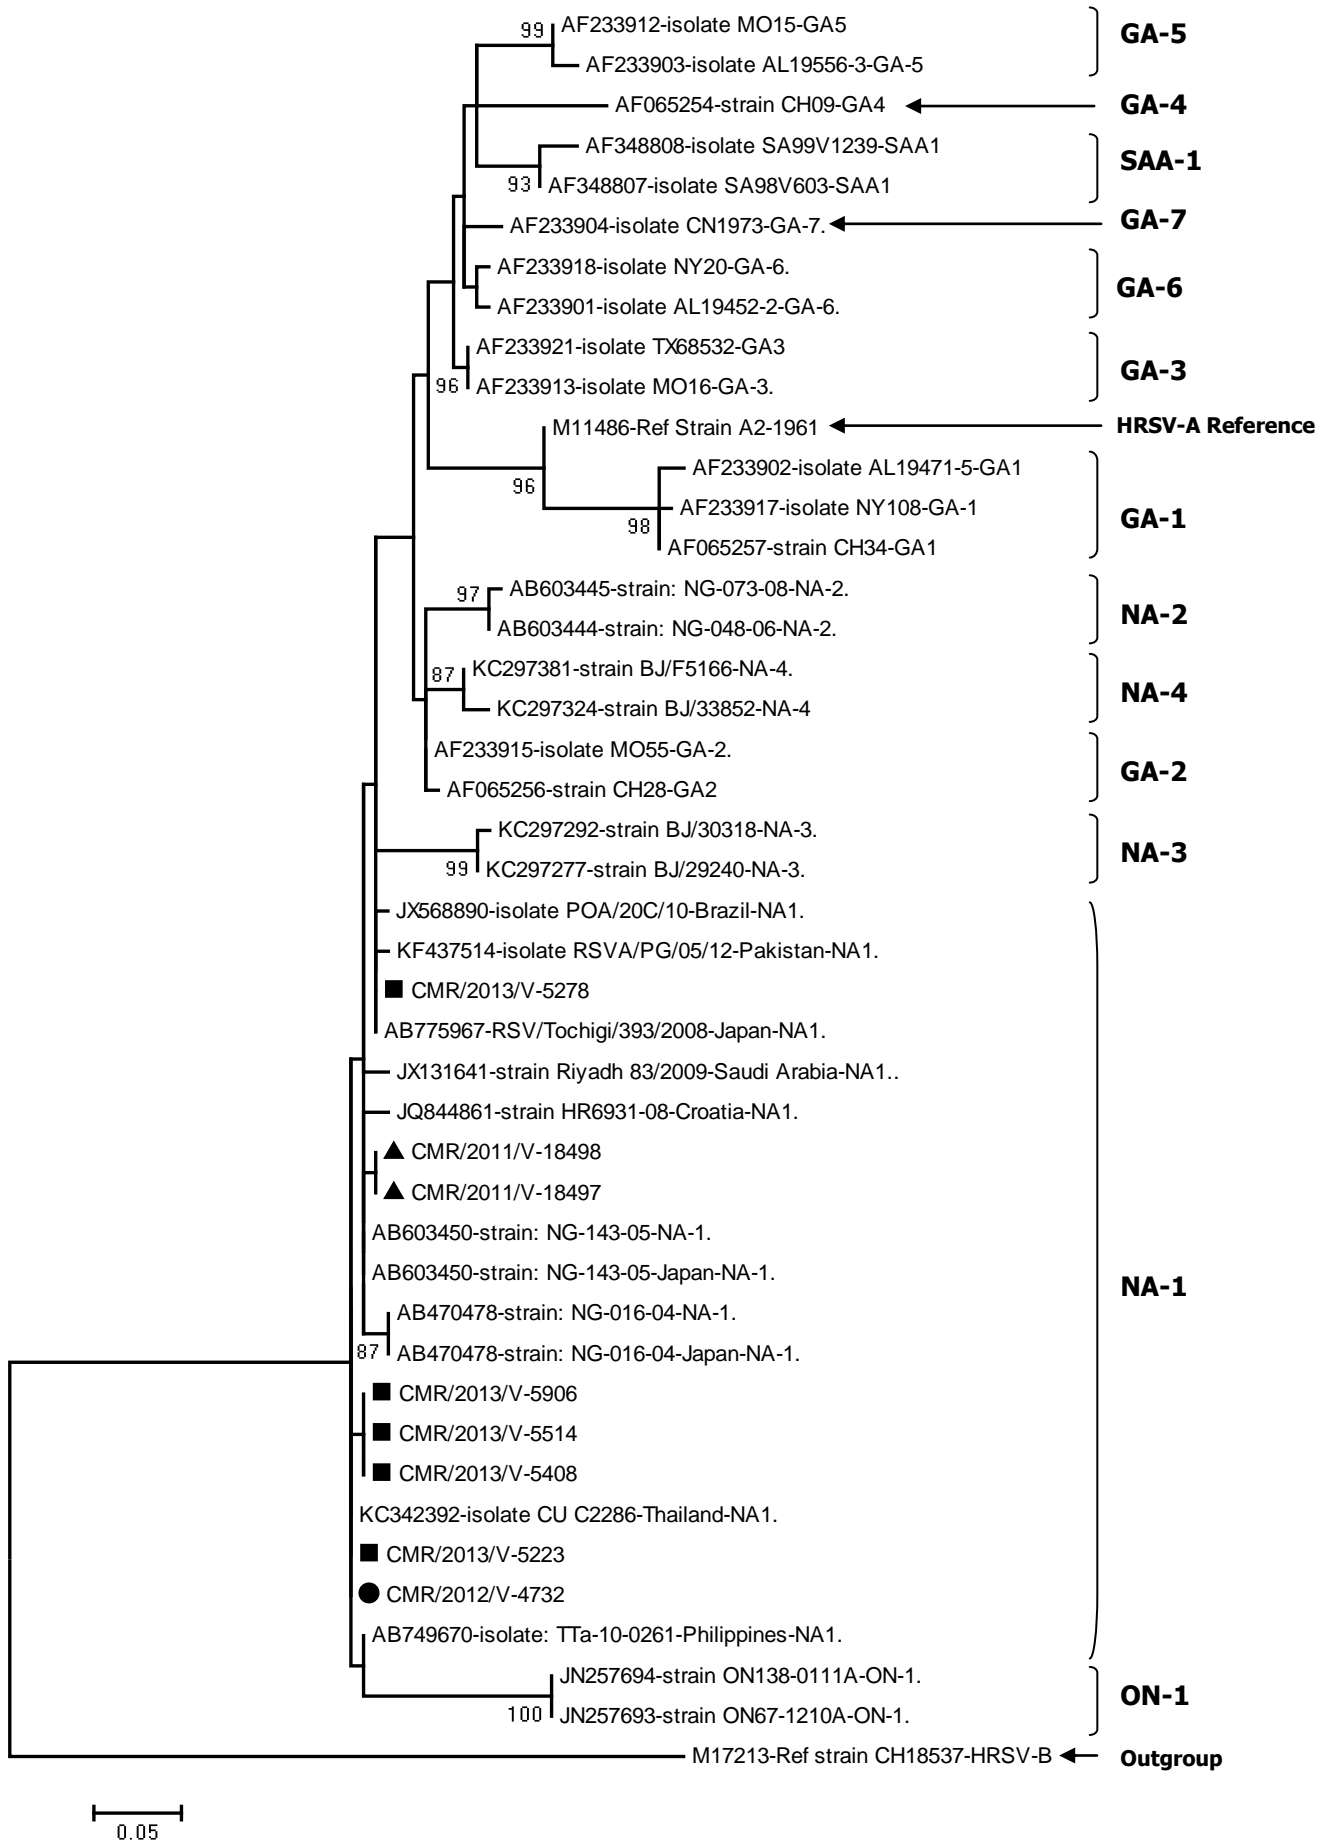 99
AF233912-isolate MO15-GA5
AF233903-isolate AL19556-3-GA-5
GA-5
AF065254-strain CH09-GA4
GA-4
AF348808-isolate SA99V1239-SAA1
93
AF348807-isolate SA98V603-SAA1
SAA-1
AF233904-isolate CN1973-GA-7.
GA-7
AF233918-isolate NY20-GA-6.
AF233901-isolate AL19452-2-GA-6.
GA-6
AF233921-isolate TX68532-GA3
96
AF233913-isolate MO16-GA-3.
GA-3
M11486-Ref Strain A2-1961
HRSV-A Reference
96
AF233902-isolate AL19471-5-GA1
AF233917-isolate NY108-GA-1
98
AF065257-strain CH34-GA1
GA-1
97
AB603445-strain: NG-073-08-NA-2.
AB603444-strain: NG-048-06-NA-2.
NA-2
87
KC297381-strain BJ/F5166-NA-4.
KC297324-strain BJ/33852-NA-4
NA-4
AF233915-isolate MO55-GA-2.
AF065256-strain CH28-GA2
GA-2
KC297292-strain BJ/30318-NA-3.
99
KC297277-strain BJ/29240-NA-3.
NA-3
JX568890-isolate POA/20C/10-Brazil-NA1.
KF437514-isolate RSVA/PG/05/12-Pakistan-NA1.
CMR/2013/V-5278
AB775967-RSV/Tochigi/393/2008-Japan-NA1.
JX131641-strain Riyadh 83/2009-Saudi Arabia-NA1..
JQ844861-strain HR6931-08-Croatia-NA1.
CMR/2011/V-18498
CMR/2011/V-18497
AB603450-strain: NG-143-05-NA-1.
AB603450-strain: NG-143-05-Japan-NA-1.
AB470478-strain: NG-016-04-NA-1.
87
AB470478-strain: NG-016-04-Japan-NA-1.
CMR/2013/V-5906
CMR/2013/V-5514
CMR/2013/V-5408
KC342392-isolate CU C2286-Thailand-NA1.
CMR/2013/V-5223
CMR/2012/V-4732
AB749670-isolate: TTa-10-0261-Philippines-NA1.
NA-1
JN257694-strain ON138-0111A-ON-1.
100
JN257693-strain ON67-1210A-ON-1.
ON-1
M17213-Ref strain CH18537-HRSV-B
Outgroup
0.05